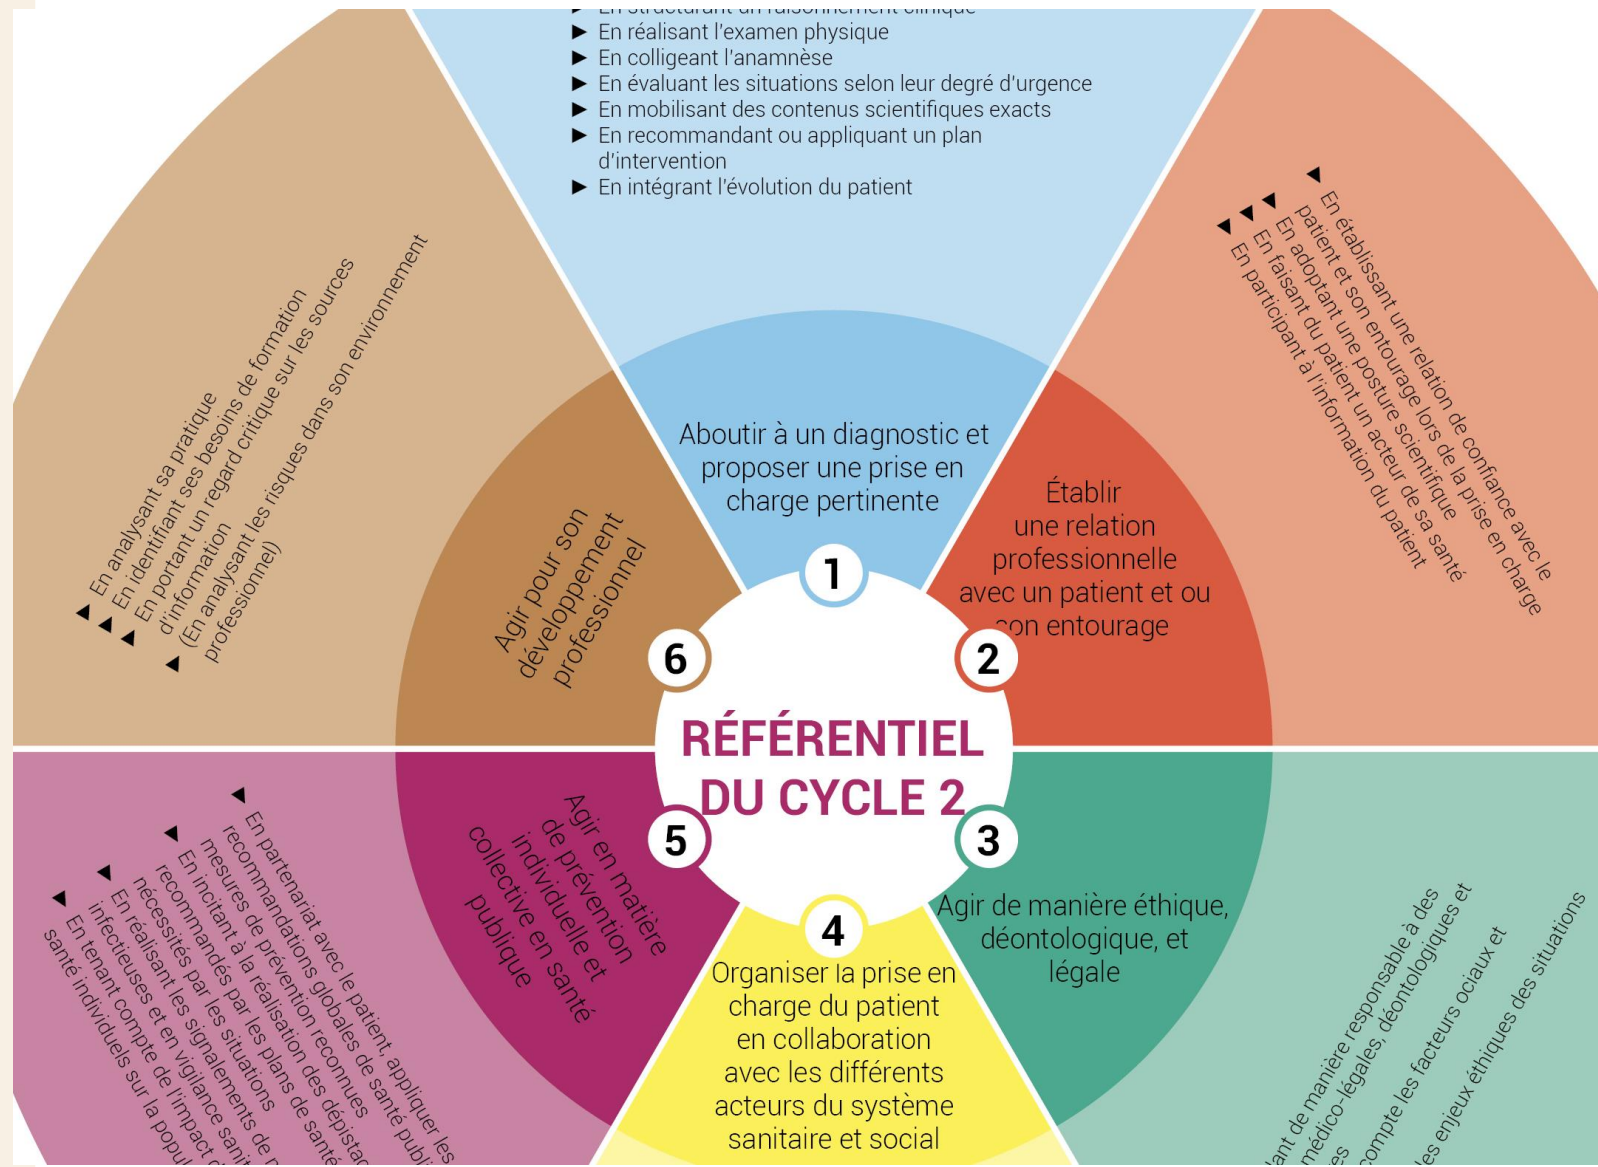 En structurant un raisonnement clinique
► En réalisant l'examen physique
► En colligeant l'anamnèse
► En évaluant les situations selon leur degré d'urgence
► En mobilisant des contenus scientifiques exacts
► En recommandant ou appliquant un plan
d'intervention
► En intégrant l'évolution du patient
Aboutir à un diagnostic et
proposer une prise en
charge pertinente
1
► En établissant une relation de confiance avec le
patient et son entourage lors de la prise en charge
► En adoptant une posture scientifique
► En faisant du patient un acteur de sa santé
► En participant à l'information du patient
Établir
une relation
professionnelle
avec un patient et ou
son entourage
2
RÉFÉRENTIEL
DU CYCLE 2
3
Agir de manière éthique,
déontologique, et
légale
de manière responsable à des
médico-légales, déontologiques et
compte les facteurs ociaux et
enjeux éthiques des situations
4
Organiser la prise en
charge du patient
en collaboration
avec les différents
acteurs du système
sanitaire et social
5
Agir en matière
de prévention
individuelle et
collective en santé
publique
► En partenariat avec le patient, appliquer les
recommandations globales de santé
mesures de prévention reconnues
► En incitant à la réalisation des
recommandés par les plans de santé
nécessités par les situations
► En réalisant les signalements de
infectieuses et en vigilance
► En tenant compte de l'impact
santé individuels sur la
6
Agir pour son
développement
professionnel
► En analysant sa pratique
► En identifiant ses besoins de formation
► En portant un regard critique sur les sources
d'information
► (En analysant les risques dans son environnement
professionnel)